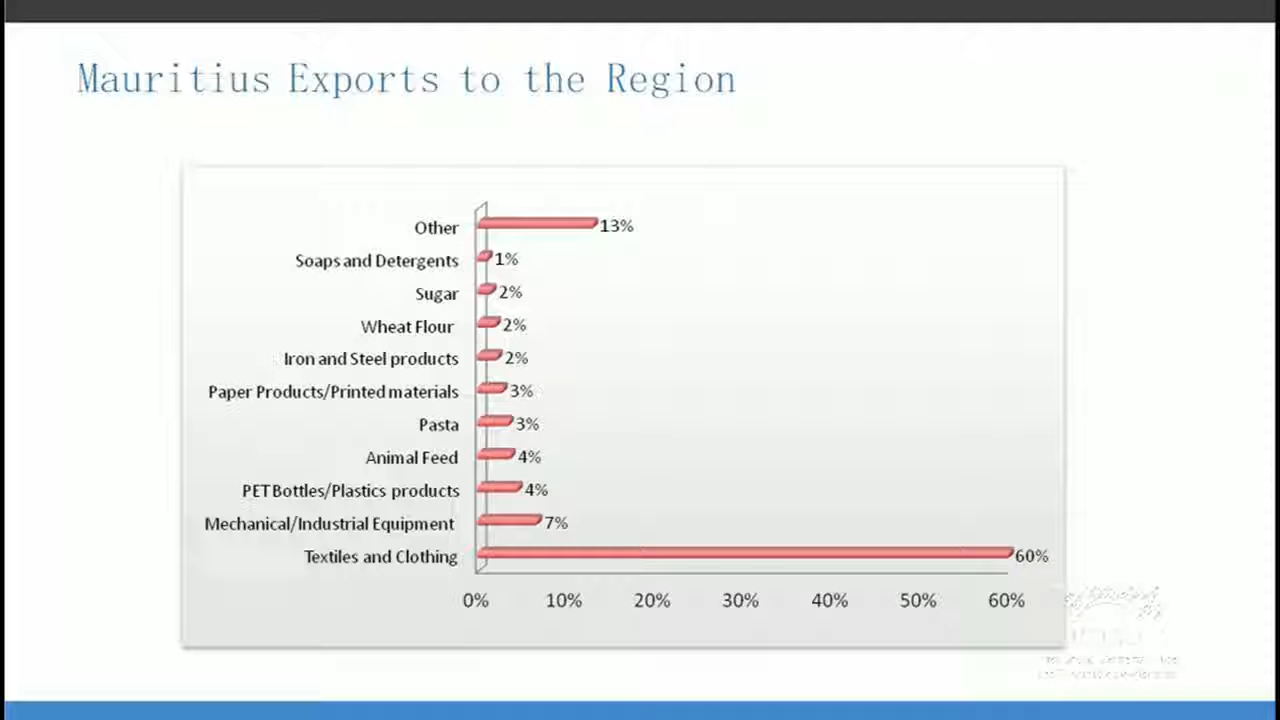 Mauritius Exports to the Region
Other 13%
Soaps and Detergents 1%
Sugar 2%
Wheat Flour 2%
Iron and Steel products 2%
Paper Products/Printed materials 3%
Pasta 3%
Animal Feed 4%
PET Bottles/Plastics products 4%
Mechanical/Industrial Equipment 7%
Textiles and Clothing 60%
0% 10% 20% 30% 40% 50% 60%